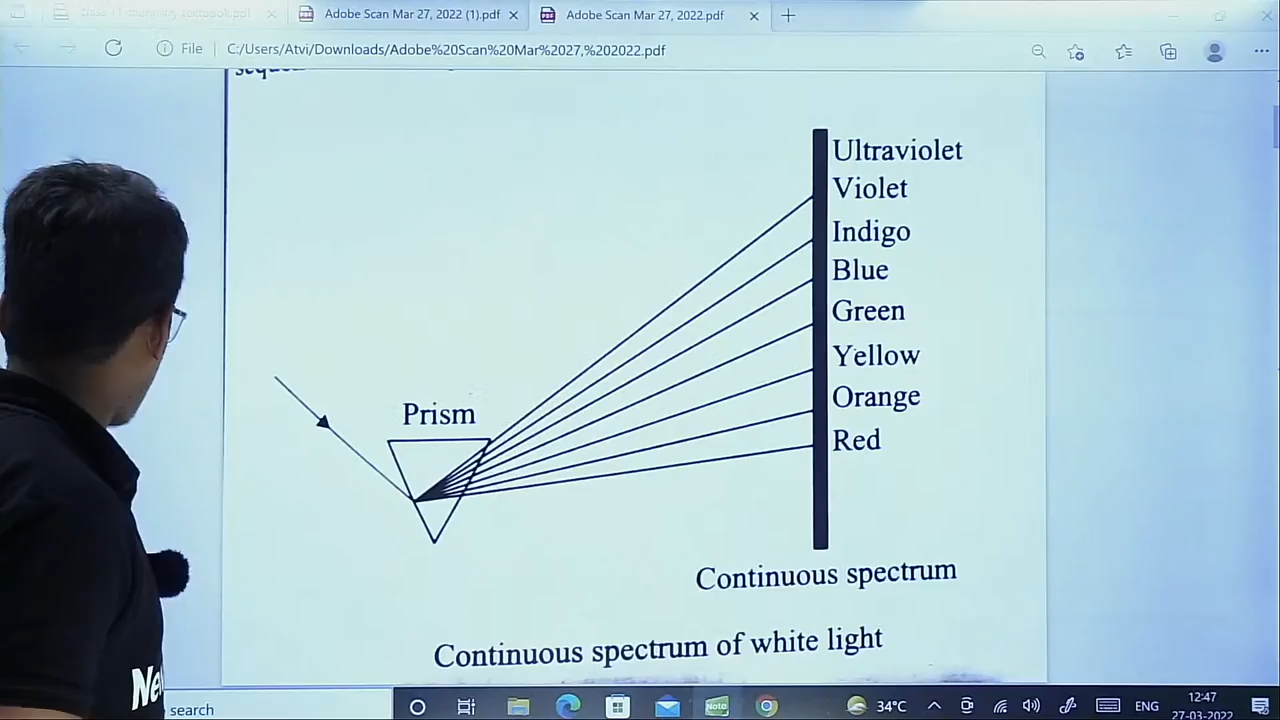 Adobe Scan Mar 27, 2022 (1).pdf
Adobe Scan Mar 27, 2022.pdf
File
C:/Users/Atvi/Downloads/Adobe%20Scan%20Mar%2027,%202022.pdf
Ultraviolet
Violet
Indigo
Blue
Green
Yellow
Orange
Red
Prism
Continuous spectrum
Continuous spectrum of white light
search
Note
34°C
ENG
12:47
27-03-2022